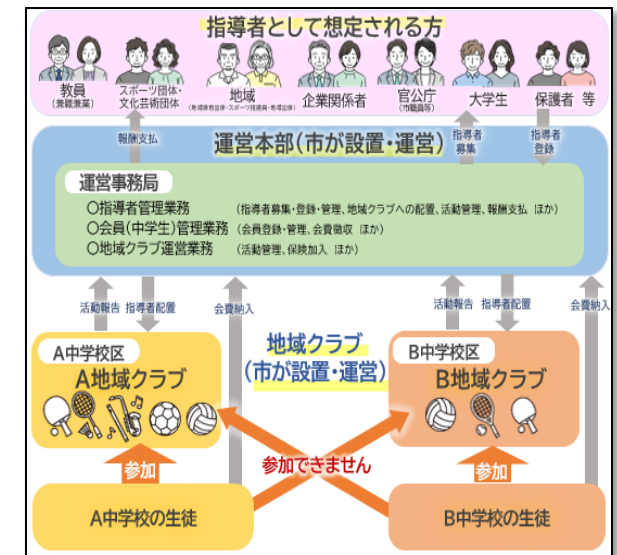 指導者として想定される方
教員
(兼職兼業)
スポーツ団体・
文化芸術団体
地域
企業関係者
官公庁
(市職員等)
大学生
保護者 等
報酬支払
運営本部(市が設置・運営)
指導者
募集
指導者
登録
運営事務局
〇指導者管理業務 (指導者募集・登録・管理、地域クラブへの配置、活動管理、報酬支払 ほか)
〇会員(中学生)管理業務 (会員登録・管理、会費徴収 ほか)
〇地域クラブ運営業務 (活動管理、保険加入 ほか)
活動報告 指導者配置 会費納入
活動報告 指導者配置 会費納入
地域クラブ
(市が設置・運営)
A中学校区
A地域クラブ
B中学校区
B地域クラブ
参加
参加できません
参加
A中学校の生徒
B中学校の生徒